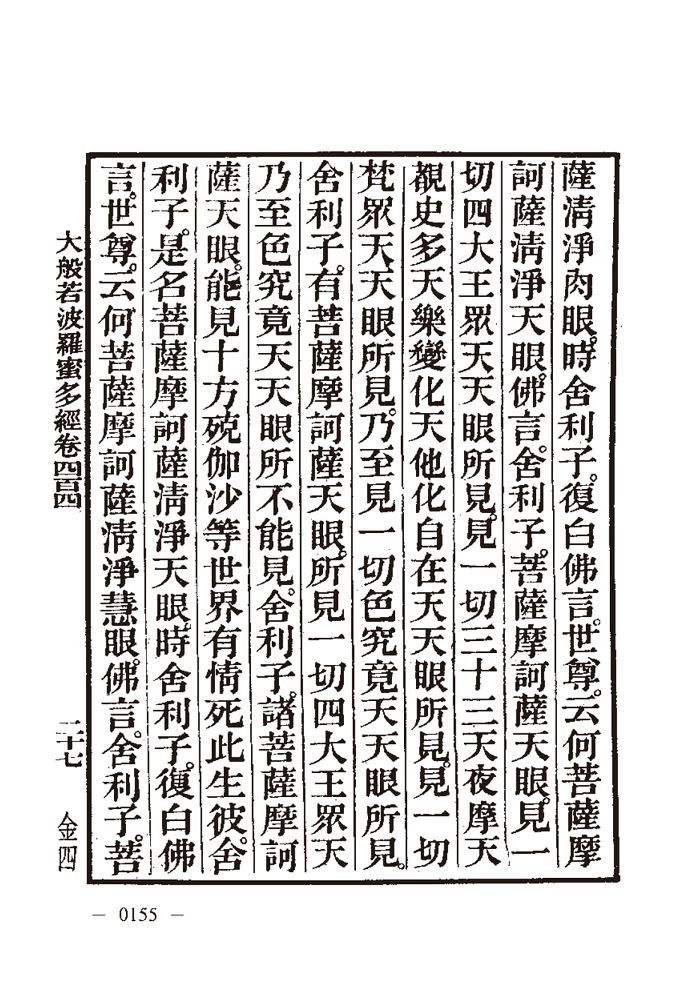 薩清淨肉眼。時舍利子。復白佛言。世尊。云何菩薩摩
訶薩清淨天眼。佛言。舍利子。菩薩摩訶薩天眼。見一
切四大王眾天天眼所見。見一切三十三天夜摩天
覩史多天樂變化天他化自在天天眼所見。見一切
梵眾天、天眼所見。乃至見一切色究竟天天眼所見。
舍利子。有菩薩摩訶薩天眼。所見一切四大王眾天
乃至色究竟天天眼所不能見。舍利子。諸菩薩摩訶
薩天眼。能見十方殑伽沙等世界有情死此生彼。舍
利子。是名菩薩摩訶薩清淨天眼。時舍利子。復白佛
言。世尊。云何菩薩摩訶薩清淨慧眼。佛言。舍利子。菩
大般若波羅蜜多經卷四百四
二十七
金四
— 0155 —